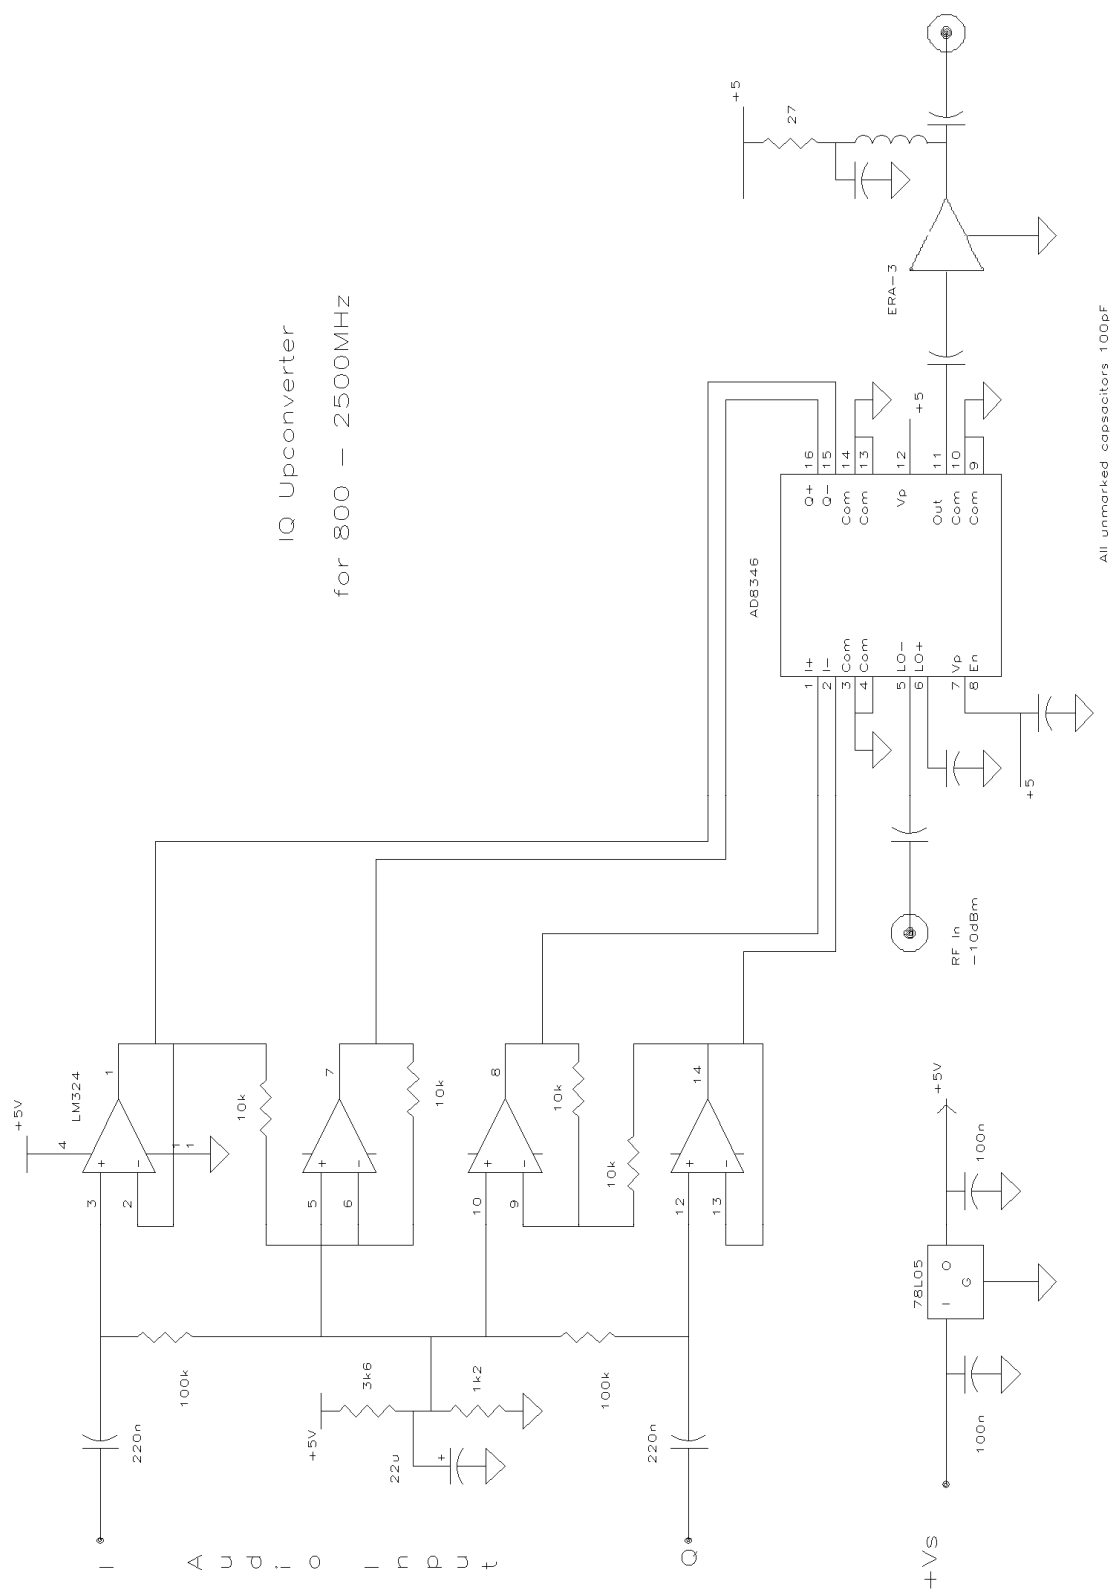 IQ Upconverter
for 800 - 2500MHz
+5V
4
LM324
3
+
2
-
1
11
10k
5
+
6
-
7
10k
10
+
9
-
8
10k
10k
12
+
13
-
14
I
Audio Input
Q
220n
100k
+5V
3k6
1k2
22u
+
100k
220n
AD8346
1 I+
2 I-
3 Com
4 Com
5 LO-
6 LO+
7 Vp
8 En
Q+ 16
Q- 15
Com 14
Com 13
Vp 12
Out 11
Com 10
Com 9
+5
+5
RF In
-10dBm
ERA-3
+5
27
+Vs
100n
78L05
I
O
G
100n
+5V
All unmarked capsacitors 100pF